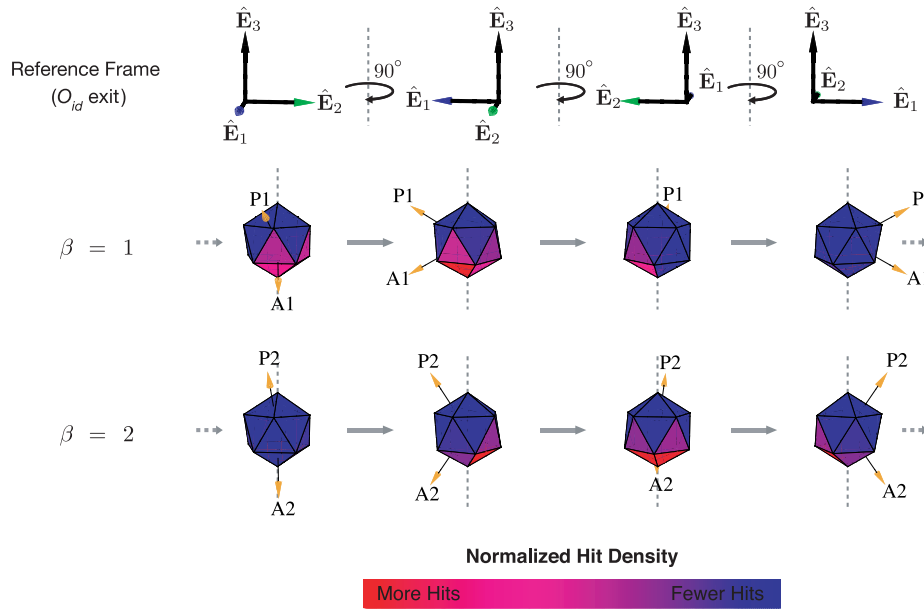 Ê₃ Ê₃ Ê₃ Ê₃
Reference Frame
(O_id exit)
90° 90° 90°
Ê₂ Ê₁ Ê₂ Ê₁ Ê₂ Ê₁
Ê₁ Ê₂
P1 P1 P1 P
β = 1
A1 A1 A
P2 P2 P2 P2
β = 2
A2 A2 A2 A2
Normalized Hit Density
More Hits Fewer Hits